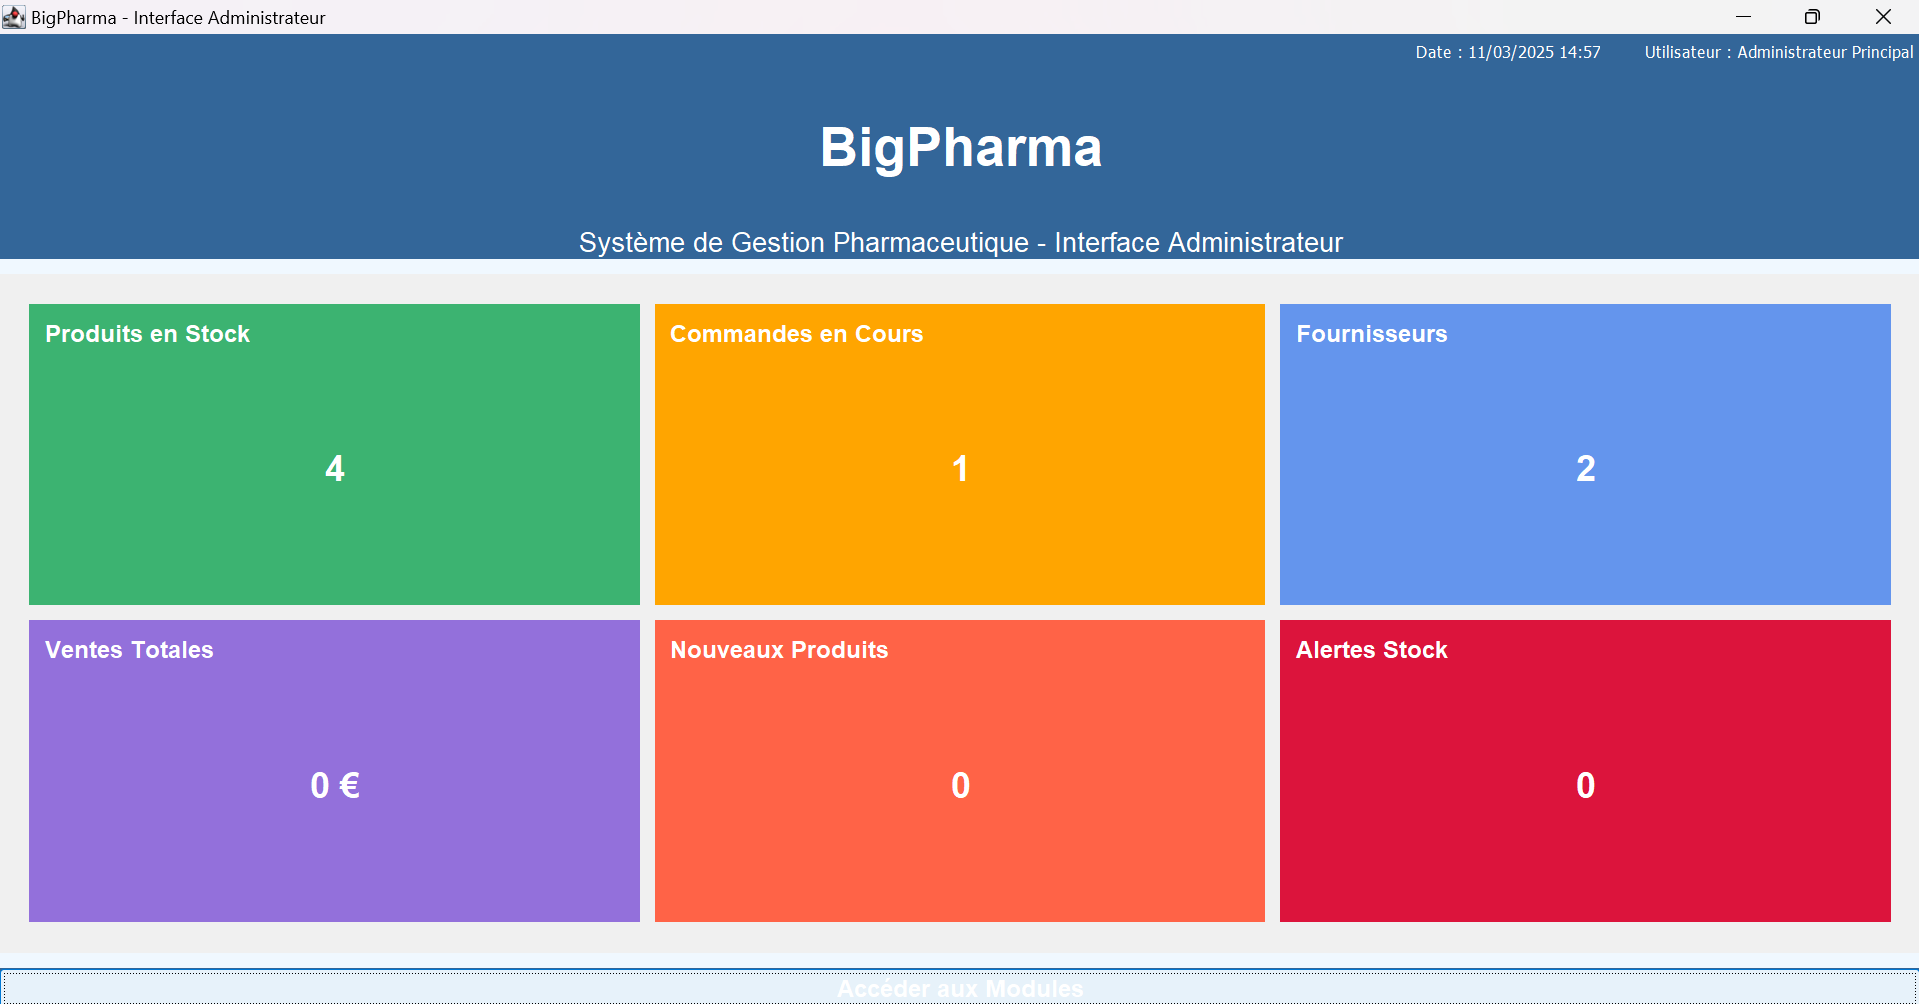 BigPharma - Interface Administrateur
Date : 11/03/2025 14:57 Utilisateur : Administrateur Principal
BigPharma
Système de Gestion Pharmaceutique - Interface Administrateur
Produits en Stock
4
Commandes en Cours
1
Fournisseurs
2
Ventes Totales
0 €
Nouveaux Produits
0
Alertes Stock
0
Accéder aux Modules